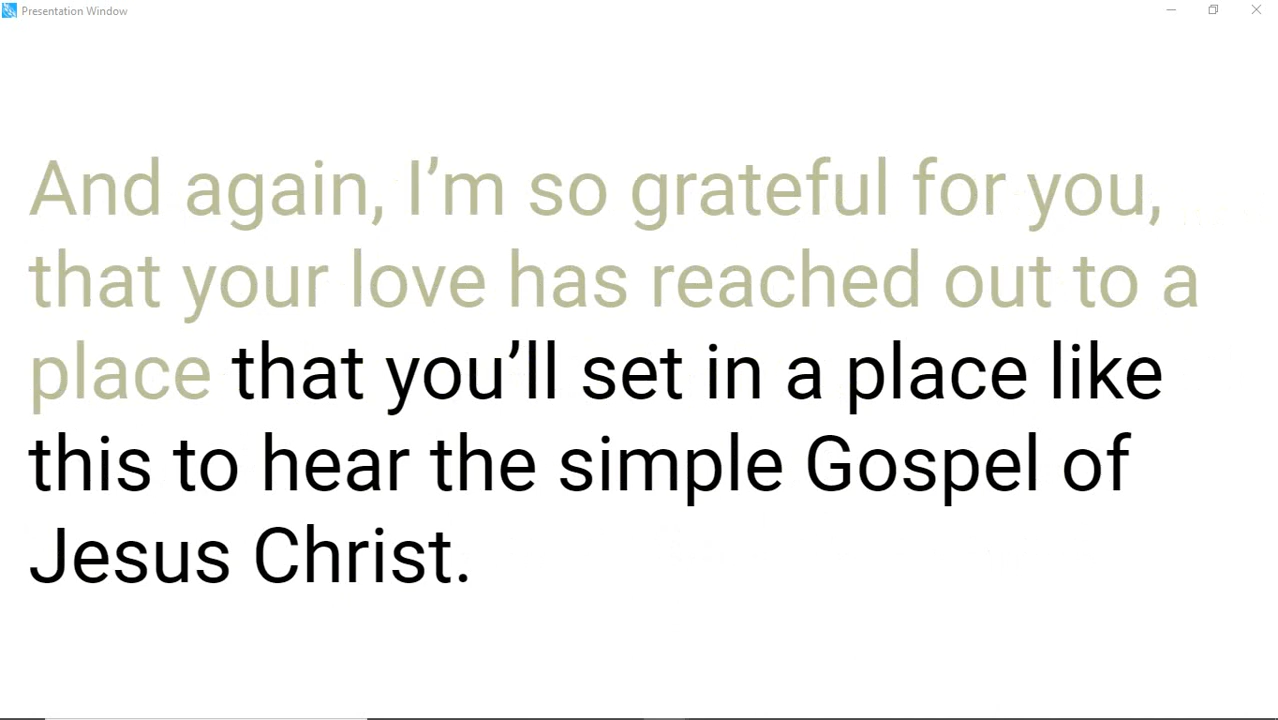 Presentation Window
And again, I’m so grateful for you,
that your love has reached out to a
place that you’ll set in a place like
this to hear the simple Gospel of
Jesus Christ.